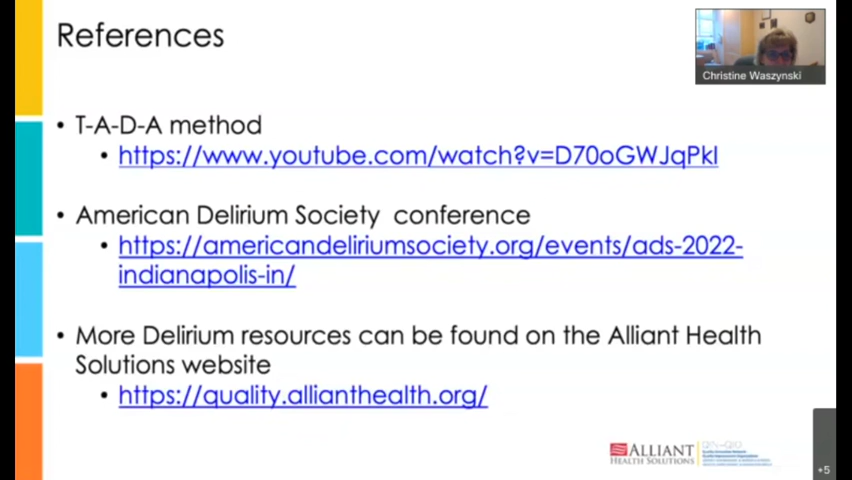 References
Christine Waszynski
• T-A-D-A method
• https://www.youtube.com/watch?v=D70oGWJqPkI
• American Delirium Society conference
• https://americandeliriumsociety.org/events/ads-2022-
indianapolis-in/
• More Delirium resources can be found on the Alliant Health
Solutions website
• https://quality.allianthealth.org/
ALLIANT
HEALTH SOLUTIONS
QIN-QIO
+5